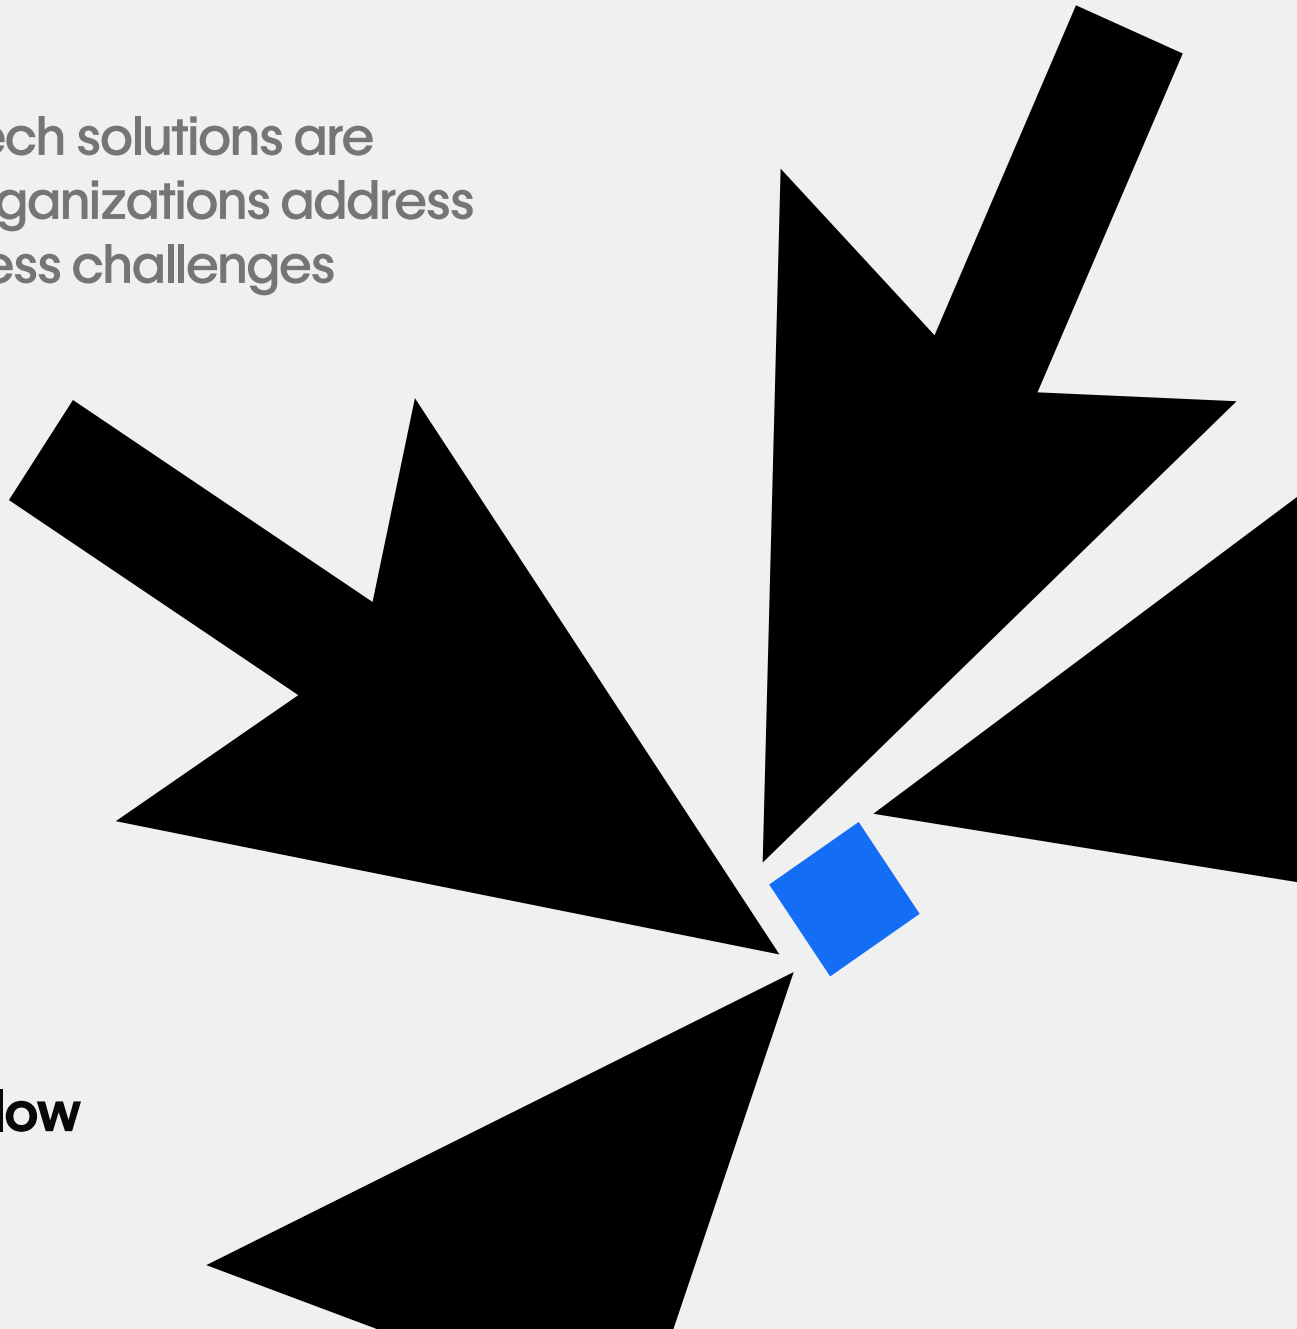 ech solutions are
ganizations address
ess challenges
low